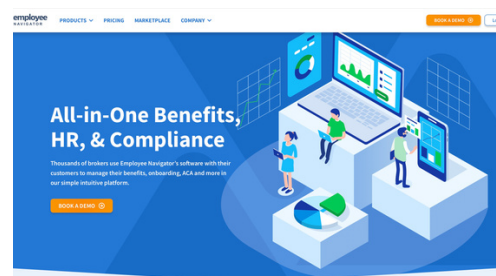 employee
NAVIGATOR
PRODUCTS
PRICING
MARKETPLACE
COMPANY
BOOK A DEMO
All-in-One Benefits,
HR, & Compliance
Thousands of brokers use Employee Navigator's software with their
customers to manage their benefits, onboarding, ACA and more in
our simple intuitive platform.
BOOK A DEMO